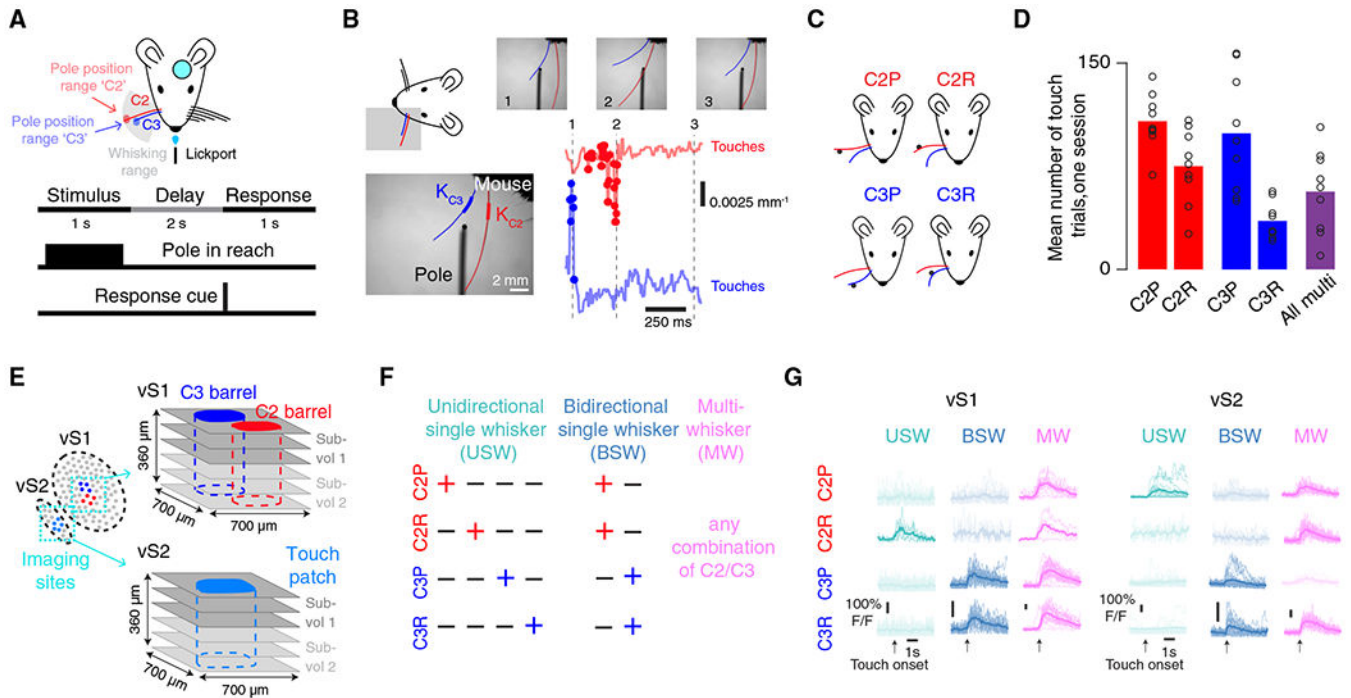 A
Pole position
range ‘C2’
C2
Pole position
range ‘C3’
C3
Whisking
range
Lickport
Stimulus
Delay
Response
1 s
2 s
1 s
Pole in reach
Response cue
B
1
2
3
1
2
3
Touches
0.0025 mm-1
Mouse
KC3
KC2
Pole
2 mm
Touches
250 ms
C
C2P
C2R
C3P
C3R
D
Mean number of touch
trials,one session
150
0
C2P
C2R
C3P
C3R
All multi
E
vS1
C3 barrel
C2 barrel
360 µm
Sub-
vol 1
Sub-
vol 2
700 µm
700 µm
vS1
vS2
Imaging
sites
vS2
Touch
patch
360 µm
Sub-
vol 1
Sub-
vol 2
700 µm
700 µm
F
Unidirectional
single whisker
(USW)
Bidirectional
single whisker
(BSW)
Multi-
whisker
(MW)
C2P
+ – – – + –
C2R
– + – – + –
C3P
– – + – – +
C3R
– – – + – +
any
combination
of C2/C3
G
vS1
vS2
USW
BSW
MW
USW
BSW
MW
C2P
C2R
C3P
C3R
100%
F/F
1s
Touch onset
100%
F/F
1s
Touch onset